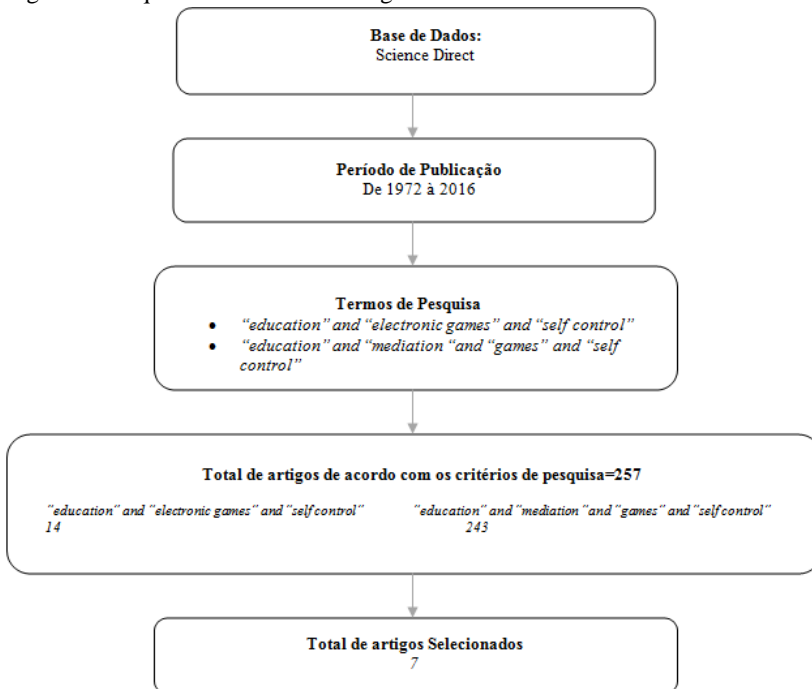 Base de Dados:
Science Direct
Período de Publicação
De 1972 à 2016
Termos de Pesquisa
• “education” and “electronic games” and “self control”
• “education” and “mediation “and “games” and “self
control”
Total de artigos de acordo com os critérios de pesquisa=257
"education" and "electronic games" and "self control" "education" and "mediation "and "games" and "self control"
14 243
Total de artigos Selecionados
7